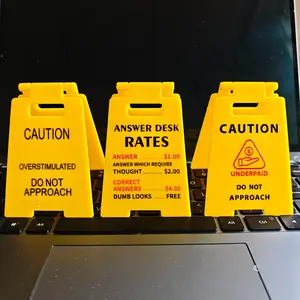 CAUTION
OVERSTIMULATED
DO NOT
APPROACH
ANSWER DESK
RATES
ANSWER ............ $1.00
ANSWER WHICH REQUIRE
THOUGHT ............ $2.00
CORRECT
ANSWERS ............ $4.00
DUMB LOOKS ....... FREE
CAUTION
UNDERPAID
DO NOT
APPROACH